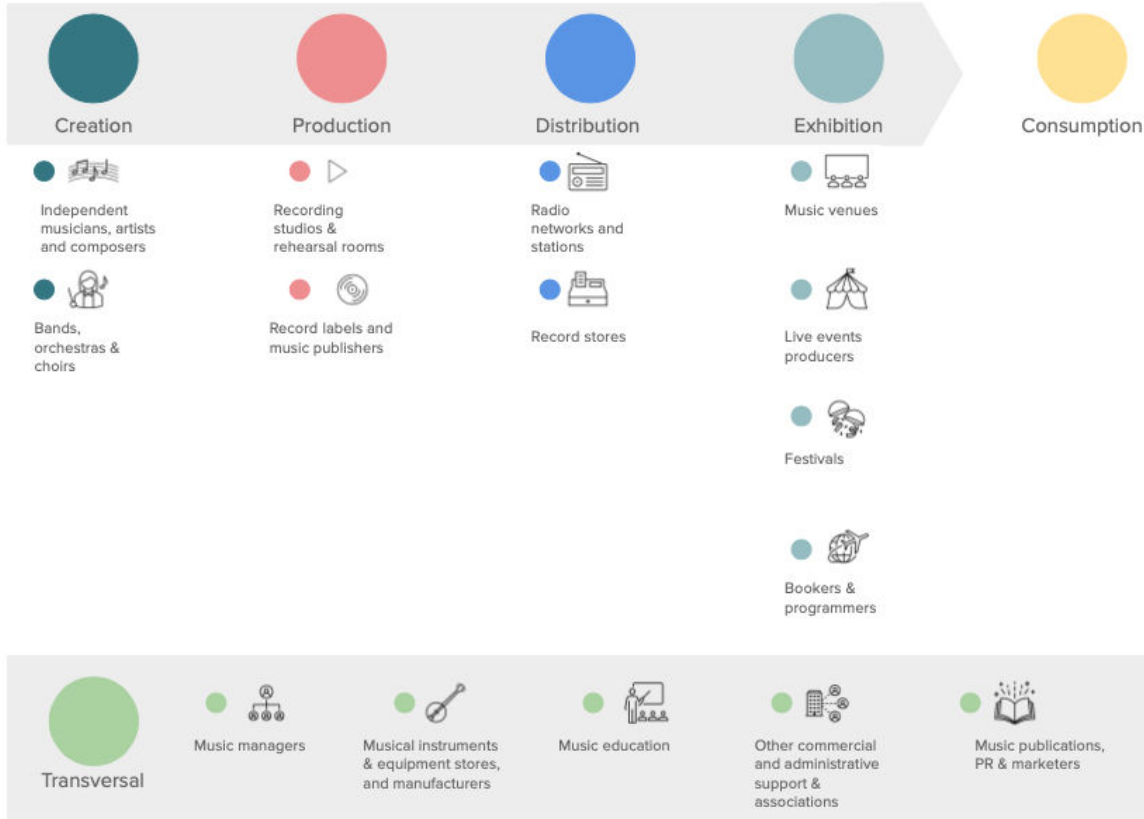 Creation
Production
Distribution
Exhibition
Consumption
Independent
musicians, artists
and composers
Recording
studios &
rehearsal rooms
Radio
networks and
stations
Music venues
Bands,
orchestras &
choirs
Record labels and
music publishers
Record stores
Live events
producers
Festivals
Bookers &
programmers
Transversal
Music managers
Musical instruments
& equipment stores,
and manufacturers
Music education
Other commercial
and administrative
support &
associations
Music publications,
PR & marketers